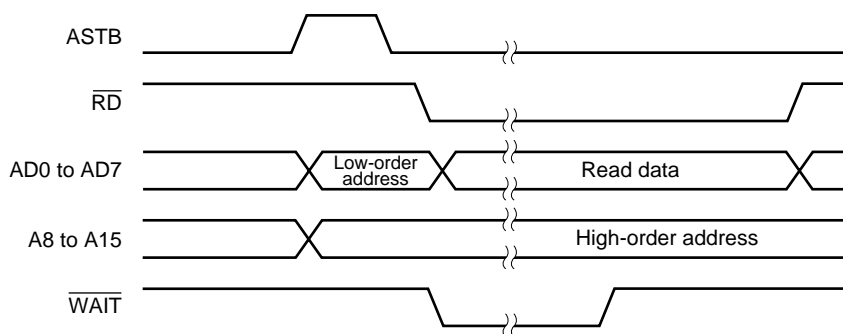 ASTB
RD
AD0 to AD7
Low-order
address
Read data
A8 to A15
High-order address
WAIT